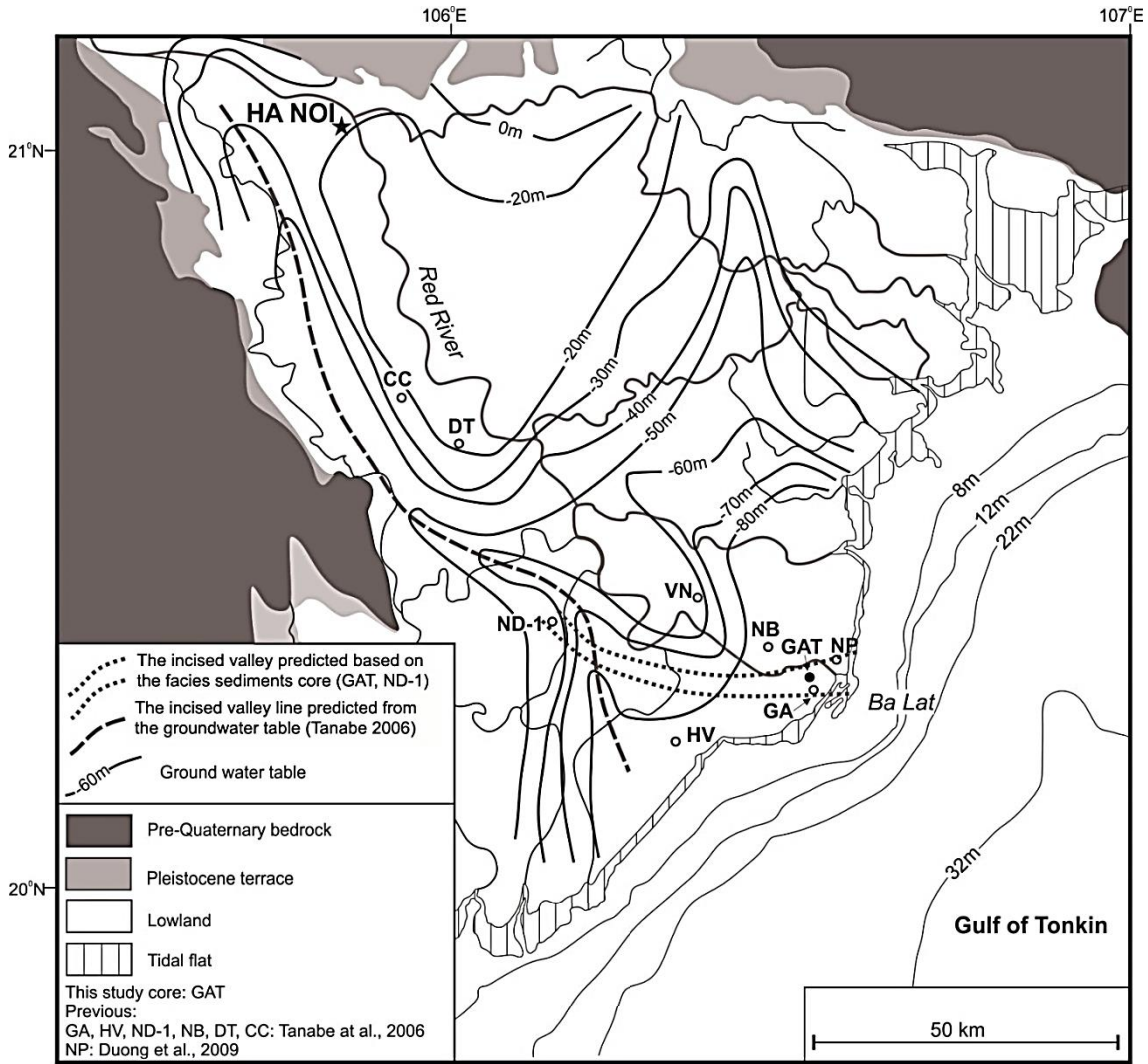 106°E
107°E
21°N
20°N
HA NOI
0m
-20m
Red River
-20m
-30m
-40m
-50m
-60m
-70m
-80m
8m
12m
22m
32m
CC
DT
VN
ND-1
NB
GAT
NP
GA
HV
Ba Lat
Gulf of Tonkin
The incised valley predicted based on
the facies sediments core (GAT, ND-1)
The incised valley line predicted from
the groundwater table (Tanabe 2006)
-60m
Ground water table
Pre-Quaternary bedrock
Pleistocene terrace
Lowland
Tidal flat
This study core: GAT
Previous:
GA, HV, ND-1, NB, DT, CC: Tanabe at al., 2006
NP: Duong et al., 2009
50 km